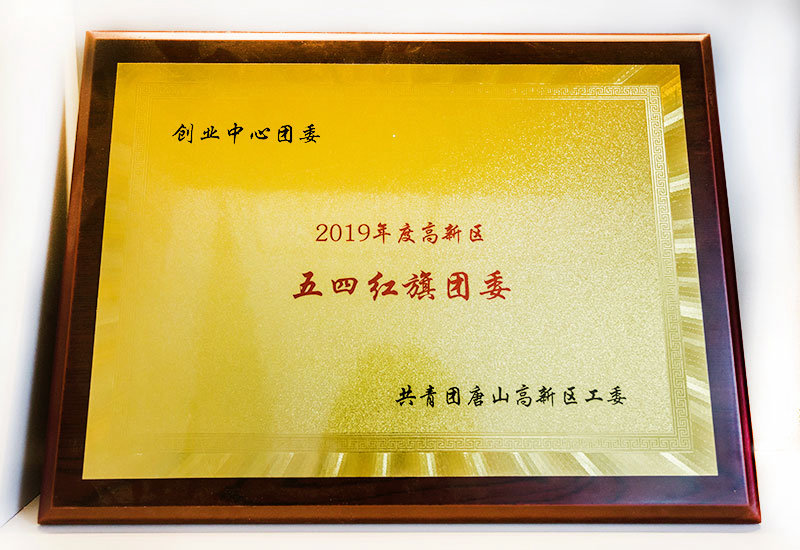 创业中心团委
2019年度高新区
五四红旗团委
共青团唐山高新区工委